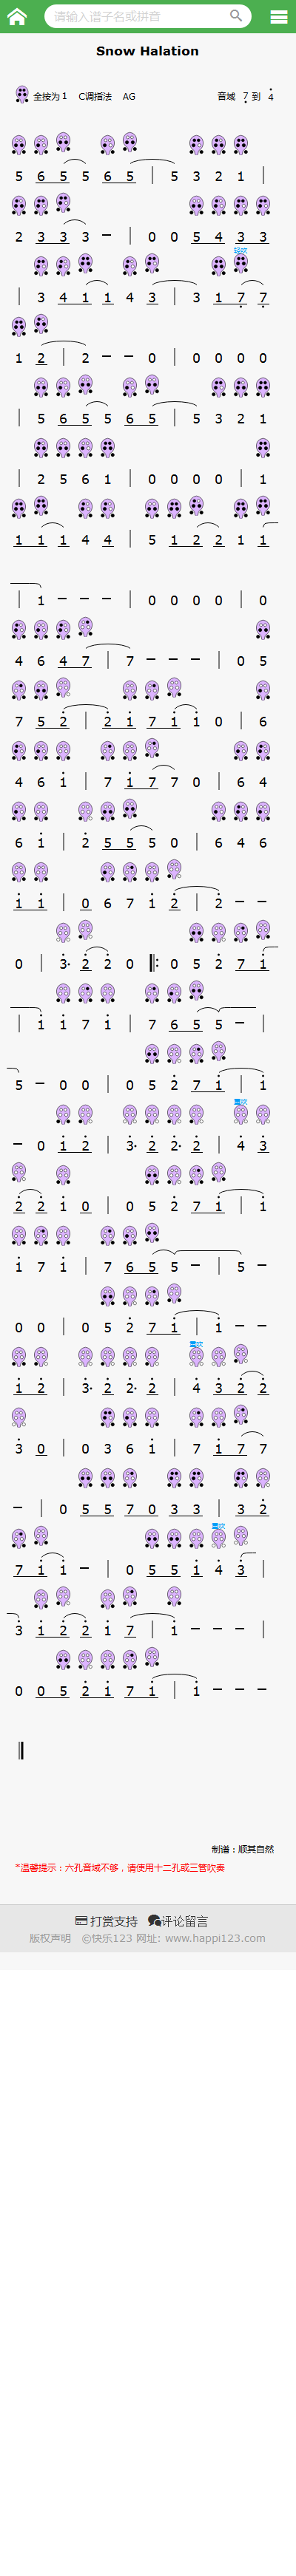 请输入谱子名或拼音
Snow Halation
全按为1 C调指法 AG 音域 7̣ 到 4̇
5 6 5 5 6 5 | 5 3 2 1 |
2 3 3 3 – | 0 0 5 4 3 3
轻吹
| 3 4 1 1 4 3 | 3 1 7̣ 7̣
1 2 | 2 – – 0 | 0 0 0 0
| 5 6 5 5 6 5 | 5 3 2 1
| 2 5 6 1 | 0 0 0 0 | 1
1 1 1 4 4 | 5 1 2 2 1 1
| 1 – – – | 0 0 0 0 | 0
4 6 4 7 | 7 – – – | 0 5
7 5 2̇ | 2̇ 1̇ 7 1̇ 1̇ 0 | 6
4 6 1̇ | 7 1̇ 7 7 0 | 6 4
6 1̇ | 2̇ 5 5 5 0 | 6 4 6
1̇ 1̇ | 0 6 7 1̇ 2̇ | 2̇ – –
0 | 3̇· 2̇ 2̇ 0 ‖: 0 5 2̇ 7 1̇
| 1̇ 1̇ 7 1̇ | 7 6 5 5 – |
5 – 0 0 | 0 5 2̇ 7 1̇ | 1̇
重吹
– 0 1̇ 2̇ | 3̇· 2̇ 2̇· 2̇ | 4̇ 3̇
2̇ 2̇ 1̇ 0 | 0 5 2̇ 7 1̇ | 1̇
1̇ 7 1̇ | 7 6 5 5 – | 5 –
0 0 | 0 5 2̇ 7 1̇ | 1̇ – –
重吹
1̇ 2̇ | 3̇· 2̇ 2̇· 2̇ | 4̇ 3̇ 2̇ 2̇
3̇ 0 | 0 3 6 1̇ | 7 1̇ 7 7
– | 0 5 5 7 0 3 3 | 3 2̇
重吹
7 1̇ 1̇ – | 0 5 5 1̇ 4̇ 3̇ |
3̇ 1̇ 2̇ 2̇ 1̇ 7 | 1̇ – – – |
0 0 5 2̇ 1̇ 7 1̇ | 1̇ – – –
制谱：顺其自然
*温馨提示：六孔音域不够，请使用十二孔或三管吹奏
打赏支持 评论留言
版权声明 ©快乐123 网址: www.happi123.com